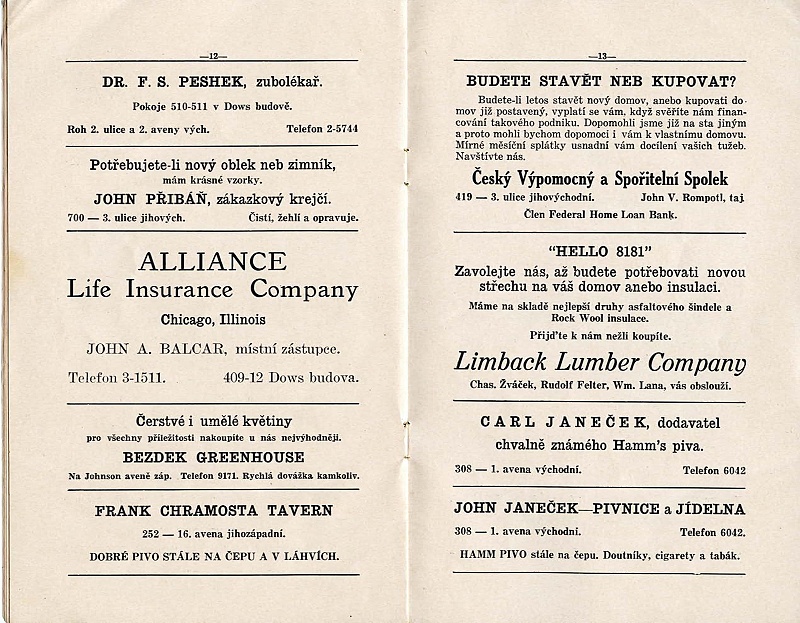 —12—
DR. F. S. PESHEK, zubolékař.
Pokoje 510-511 v Dows budově.
Roh 2. ulice a 2. aveny vých. Telefon 2-5744
Potřebujete-li nový oblek neb zimník,
mám krásné vzorky.
JOHN PŘIBÁŇ, zákazkový krejčí.
700 — 3. ulice jihových. Čistí, žehlí a opravuje.
ALLIANCE
Life Insurance Company
Chicago, Illinois
JOHN A. BALCAR, místní zástupce.
Telefon 3-1511. 409-12 Dows budova.
Čerstvé i umělé květiny
pro všechny příležitosti nakoupíte u nás nejvýhodněji.
BEZDEK GREENHOUSE
Na Johnson aveně záp. Telefon 9171. Rychlá dovážka kamkoliv.
FRANK CHRAMOSTA TAVERN
252 — 16. avena jihozápadní.
DOBRÉ PIVO STÁLE NA ČEPU A V LÁHVÍCH.
—13—
BUDETE STAVĚT NEB KUPOVAT?
Budete-li letos stavět nový domov, anebo kupovati do-
mov již postavený, vyplatí se vám, když svěříte nám finan-
cování takového podniku. Dopomohli jsme již na sta jiným
a proto mohli bychom dopomoci i vám k vlastnímu domovu.
Mírné měsíční splátky usnadní vám docílení vašich tužeb.
Navštivte nás.
Český Výpomocný a Spořitelní Spolek
419 — 3. ulice jihovýchodní. John V. Rompotl, taj
Člen Federal Home Loan Bank.
"HELLO 8181"
Zavolejte nás, až budete potřebovati novou
střechu na váš domov anebo insulaci.
Máme na skladě nejlepší druhy asfaltového šindele a
Rock Wool insulace.
Přijďte k nám nežli koupíte.
Limback Lumber Company
Chas. Žváček, Rudolf Felter, Wm. Lana, vás obslouží.
CARL JANEČEK, dodavatel
chvalně známého Hamm's piva.
308 — 1. avena východní. Telefon 6042
JOHN JANEČEK—PIVNICE a JÍDELNA
308 — 1. avena východní. Telefon 6042.
HAMM PIVO stále na čepu. Doutníky, cigarety a tabák.